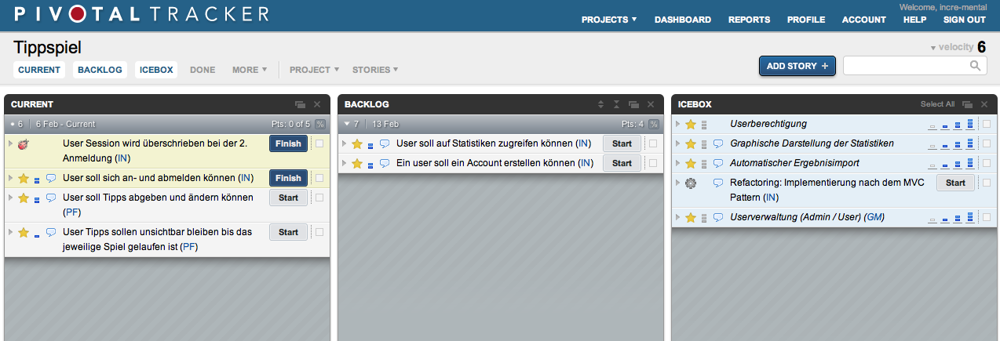 PIVOTAL TRACKER
Welcome, incre-mental
PROJECTS DASHBOARD REPORTS PROFILE ACCOUNT HELP SIGN OUT
Tippspiel
velocity 6
CURRENT BACKLOG ICEBOX DONE MORE PROJECT STORIES
ADD STORY +
CURRENT
6 6 Feb - Current Pts: 0 of 5 %
User Session wird überschrieben bei der 2.
Anmeldung (IN)
Finish
User soll sich an- und abmelden können (IN)
Finish
User soll Tipps abgeben und ändern können
(PF)
Start
User Tipps sollen unsichtbar bleiben bis das
jeweilige Spiel gelaufen ist (PF)
Start
BACKLOG
7 13 Feb Pts: 4 %
User soll auf Statistiken zugreifen können (IN)
Start
Ein user soll ein Account erstellen können (IN)
Start
ICEBOX
Select All
Userberechtigung
Graphische Darstellung der Statistiken
Automatischer Ergebnisimport
Refactoring: Implementierung nach dem MVC
Pattern (IN)
Start
Userverwaltung (Admin / User) (GM)